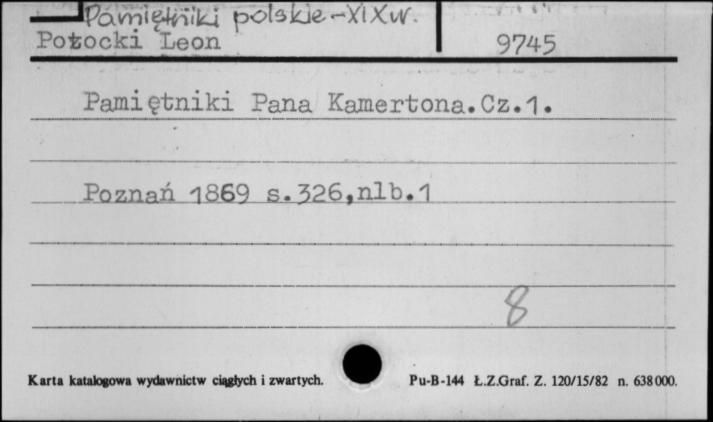 Pamiętniki polskie-XIXw.
Potocki Leon 9745
Pamiętniki Pana Kamertona.Cz.1.
Poznań 1869 s.326,nlb.1
8
Karta katalogowa wydawnictw ciągłych i zwartych. Pu-B-144 Ł.Z.Graf. Z. 120/15/82 n. 638000.